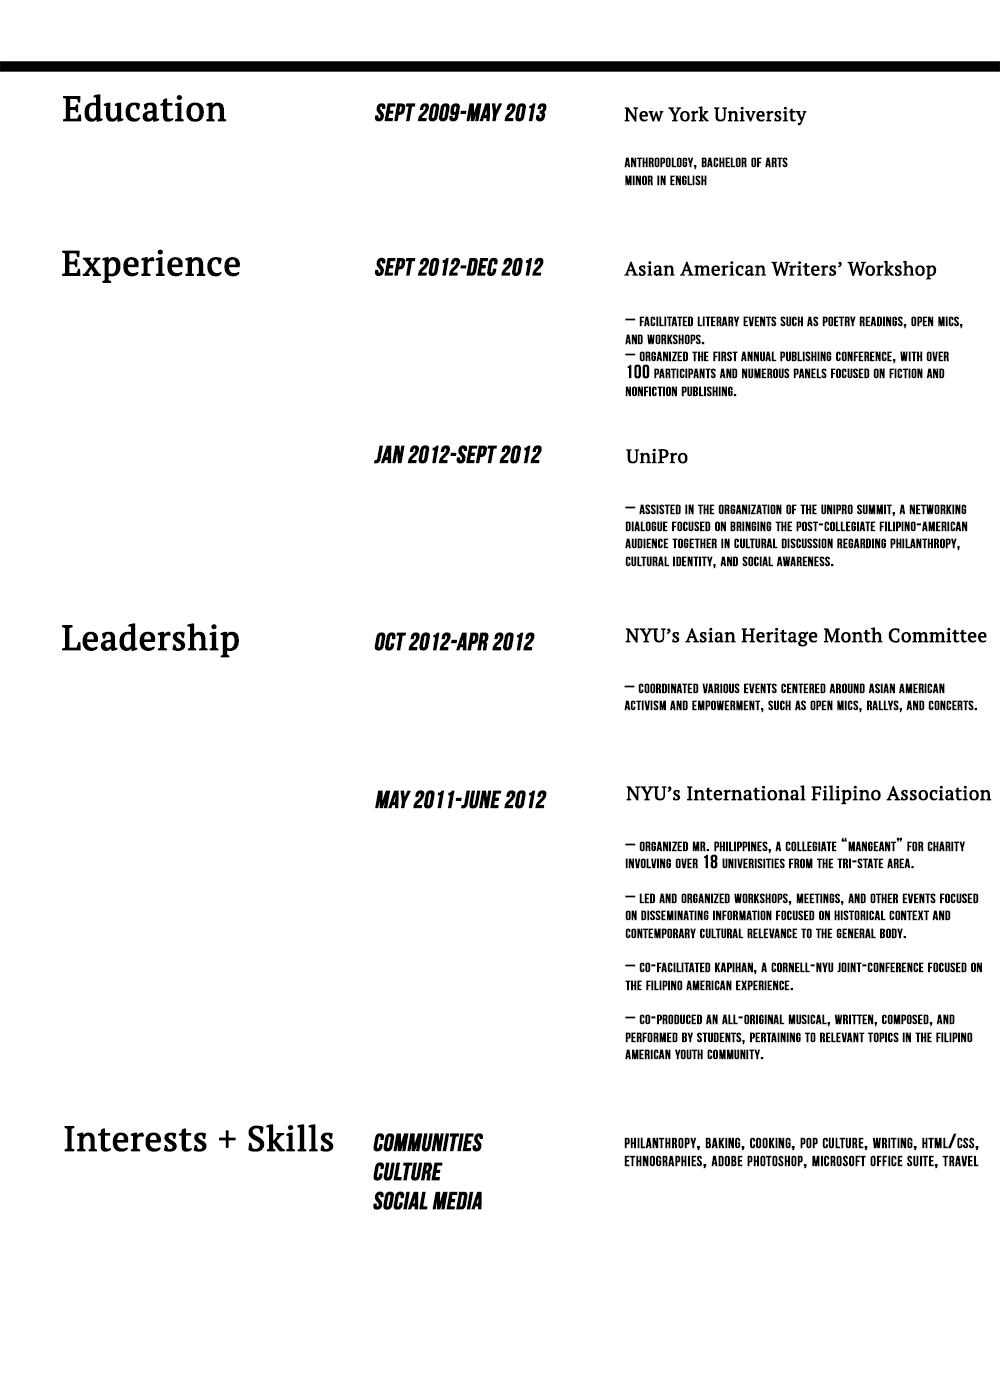 Education
SEPT 2009-MAY 2013
New York University
ANTHROPOLOGY, BACHELOR OF ARTS
MINOR IN ENGLISH
Experience
SEPT 2012-DEC 2012
Asian American Writers’ Workshop
– FACILITATED LITERARY EVENTS SUCH AS POETRY READINGS, OPEN MICS,
AND WORKSHOPS.
– ORGANIZED THE FIRST ANNUAL PUBLISHING CONFERENCE, WITH OVER
100 PARTICIPANTS AND NUMEROUS PANELS FOCUSED ON FICTION AND
NONFICTION PUBLISHING.
JAN 2012-SEPT 2012
UniPro
– ASSISTED IN THE ORGANIZATION OF THE UNIPRO SUMMIT, A NETWORKING
DIALOGUE FOCUSED ON BRINGING THE POST-COLLEGIATE FILIPINO-AMERICAN
AUDIENCE TOGETHER IN CULTURAL DISCUSSION REGARDING PHILANTHROPY,
CULTURAL IDENTITY, AND SOCIAL AWARENESS.
Leadership
OCT 2012-APR 2012
NYU’s Asian Heritage Month Committee
– COORDINATED VARIOUS EVENTS CENTERED AROUND ASIAN AMERICAN
ACTIVISM AND EMPOWERMENT, SUCH AS OPEN MICS, RALLYS, AND CONCERTS.
MAY 2011-JUNE 2012
NYU’s International Filipino Association
– ORGANIZED MR. PHILIPPINES, A COLLEGIATE “MANGEANT” FOR CHARITY
INVOLVING OVER 18 UNIVERISITIES FROM THE TRI-STATE AREA.
– LED AND ORGANIZED WORKSHOPS, MEETINGS, AND OTHER EVENTS FOCUSED
ON DISSEMINATING INFORMATION FOCUSED ON HISTORICAL CONTEXT AND
CONTEMPORARY CULTURAL RELEVANCE TO THE GENERAL BODY.
– CO-FACILITATED KAPIHAN, A CORNELL-NYU JOINT-CONFERENCE FOCUSED ON
THE FILIPINO AMERICAN EXPERIENCE.
– CO-PRODUCED AN ALL-ORIGINAL MUSICAL, WRITTEN, COMPOSED, AND
PERFORMED BY STUDENTS, PERTAINING TO RELEVANT TOPICS IN THE FILIPINO
AMERICAN YOUTH COMMUNITY.
Interests + Skills
COMMUNITIES
CULTURE
SOCIAL MEDIA
PHILANTHROPY, BAKING, COOKING, POP CULTURE, WRITING, HTML/CSS,
ETHNOGRAPHIES, ADOBE PHOTOSHOP, MICROSOFT OFFICE SUITE, TRAVEL